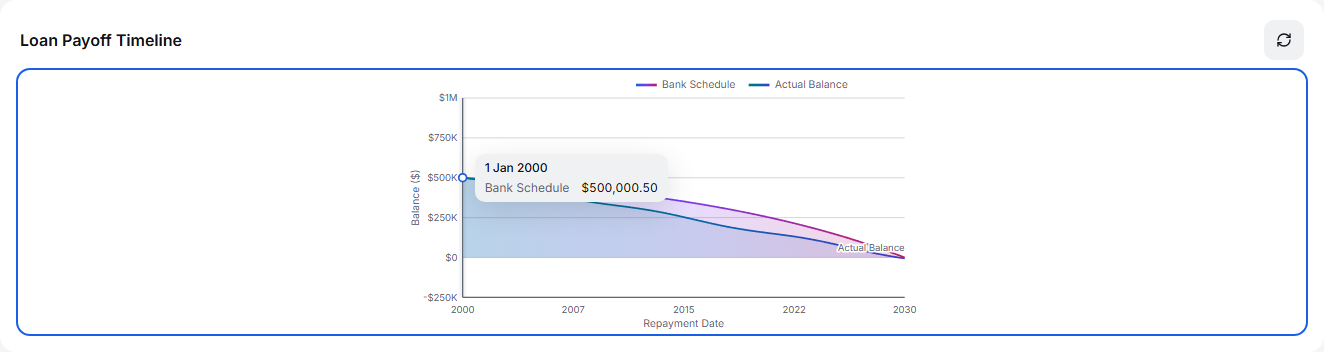 Loan Payoff Timeline
Bank Schedule Actual Balance
$1M
$750K
$500K
$250K
$0
-$250K
Balance ($)
1 Jan 2000
Bank Schedule $500,000.50
Actual Balance
2000 2007 2015 2022 2030
Repayment Date